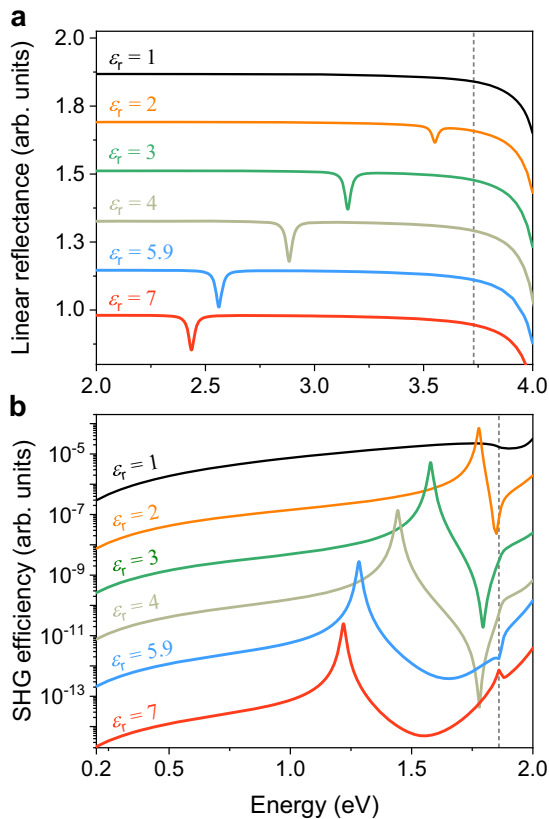 a
Linear reflectance (arb. units)
2.0
1.8
1.5
1.3
1.0
εr = 1
εr = 2
εr = 3
εr = 4
εr = 5.9
εr = 7
2.0 2.5 3.0 3.5 4.0
b
SHG efficiency (arb. units)
10⁻⁵
10⁻⁷
10⁻⁹
10⁻¹¹
10⁻¹³
εr = 1
εr = 2
εr = 3
εr = 4
εr = 5.9
εr = 7
0.2 0.5 1.0 1.5 2.0
Energy (eV)